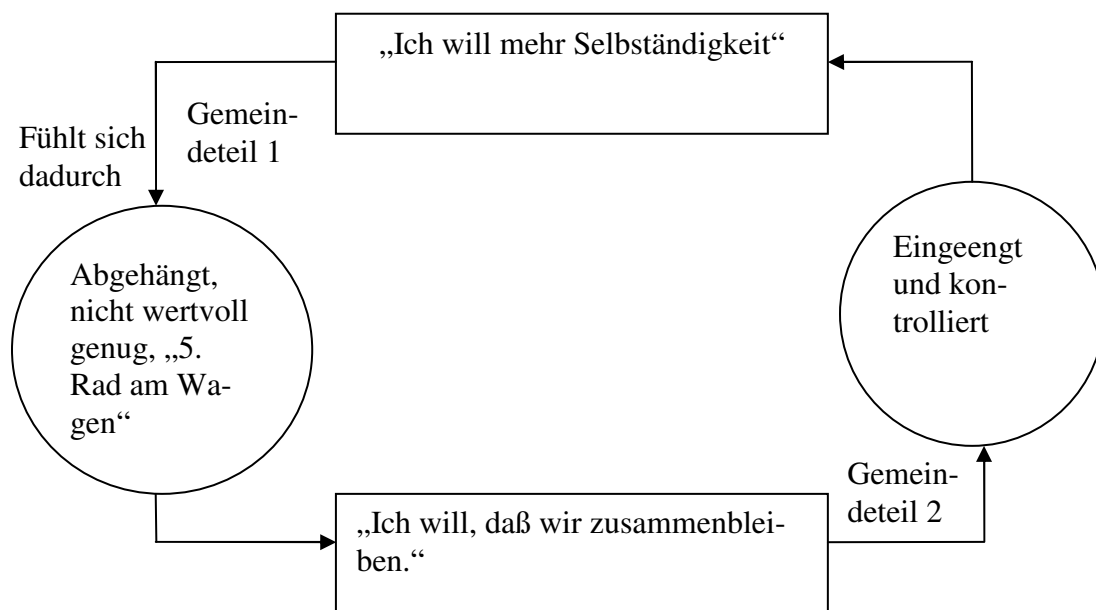 „Ich will mehr Selbständigkeit“
Gemein-
deteil 1
Fühlt sich
dadurch
Abgehängt,
nicht wertvoll
genug, „5.
Rad am Wa-
gen“
Eingeengt
und kon-
trolliert
Gemein-
deteil 2
„Ich will, daß wir zusammenblei-
ben.“